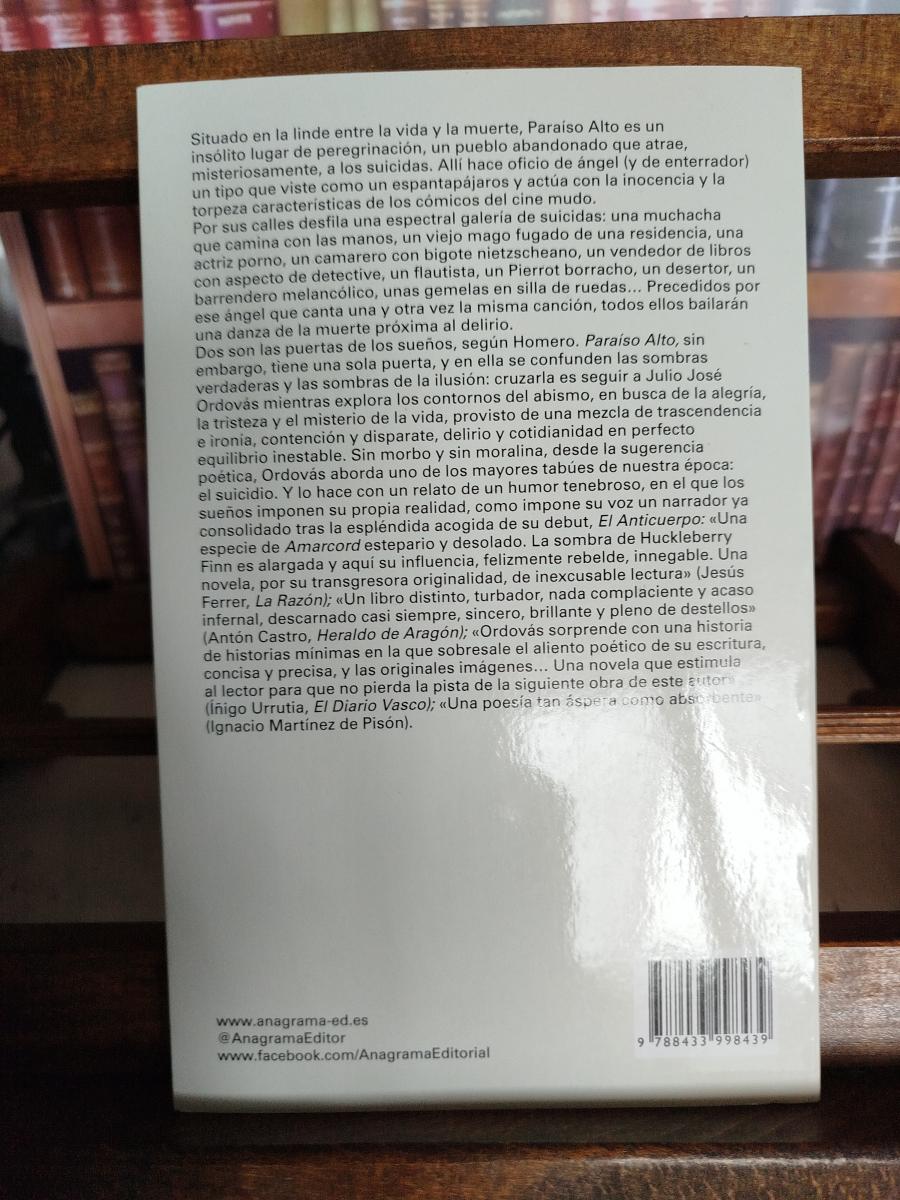 Situado en la linde entre la vida y la muerte, Paraíso Alto es un
insólito lugar de peregrinación, un pueblo abandonado que atrae,
misteriosamente, a los suicidas. Allí hace oficio de ángel (y de enterrador)
un tipo que viste como un espantapájaros y actúa con la inocencia y la
torpeza características de los cómicos del cine mudo.
Por sus calles desfila una espectral galería de suicidas: una muchacha
que camina con las manos, un viejo mago fugado de una residencia, una
actriz porno, un camarero con bigote nietzscheano, un vendedor de libros
con aspecto de detective, un flautista, un Pierrot borracho, un desertor, un
barrendero melancólico, unas gemelas en silla de ruedas... Precedidos por
ese ángel que canta una y otra vez la misma canción, todos ellos bailarán
una danza de la muerte próxima al delirio.
Dos son las puertas de los sueños, según Homero. Paraíso Alto, sin
embargo, tiene una sola puerta, y en ella se confunden las sombras
verdaderas y las sombras de la ilusión: cruzarla es seguir a Julio José
Ordovás mientras explora los contornos del abismo, en busca de la alegría,
la tristeza y el misterio de la vida, provisto de una mezcla de trascendencia
e ironía, contención y disparate, delirio y cotidianidad en perfecto
equilibrio inestable. Sin morbo y sin moralina, desde la sugerencia
poética, Ordovás aborda uno de los mayores tabúes de nuestra época:
el suicidio. Y lo hace con un relato de un humor tenebroso, en el que los
sueños imponen su propia realidad, como impone su voz un narrador ya
consolidado tras la espléndida acogida de su debut, El Anticuerpo: «Una
especie de Amarcord estepario y desolado. La sombra de Huckleberry
Finn es alargada y aquí su influencia, felizmente rebelde, innegable. Una
novela, por su transgresora originalidad, de inexcusable lectura» (Jesús
Ferrer, La Razón); «Un libro distinto, turbador, nada complaciente y acaso
infernal, descarnado casi siempre, sincero, brillante y pleno de destellos»
(Antón Castro, Heraldo de Aragón); «Ordovás sorprende con una historia
de historias mínimas en la que sobresale el aliento poético de su escritura,
concisa y precisa, y las originales imágenes... Una novela que estimula
al lector para que no pierda la pista de la siguiente obra de este autor»
(Íñigo Urrutia, El Diario Vasco); «Una poesía tan áspera como absorbente»
(Ignacio Martínez de Pisón).
www.anagrama-ed.es
@AnagramaEditor
www.facebook.com/AnagramaEditorial
9 788433 998439